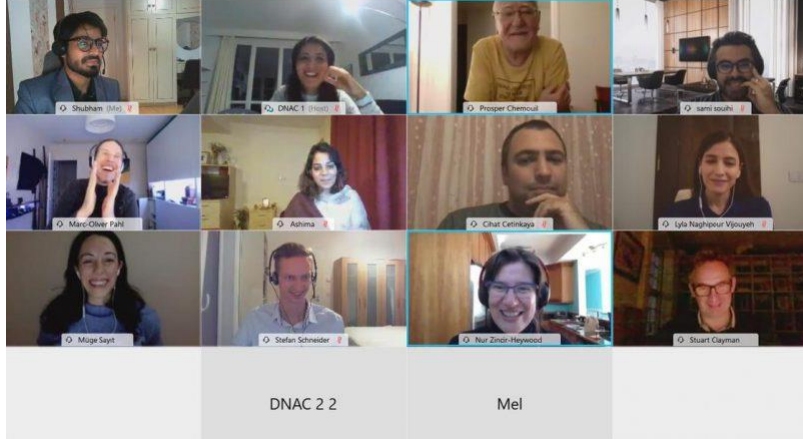 Shubham (Me)
DNAC 1 (Host)
Prosper Chemouil
sami souihi
Marc-Oliver Pahl
Ashima
Cihat Cetinkaya
Lyla Naghipour Vijouyeh
Müge Sayit
Stefan Schneider
Nur Zincir-Heywood
Stuart Clayman
DNAC 2 2
Mel